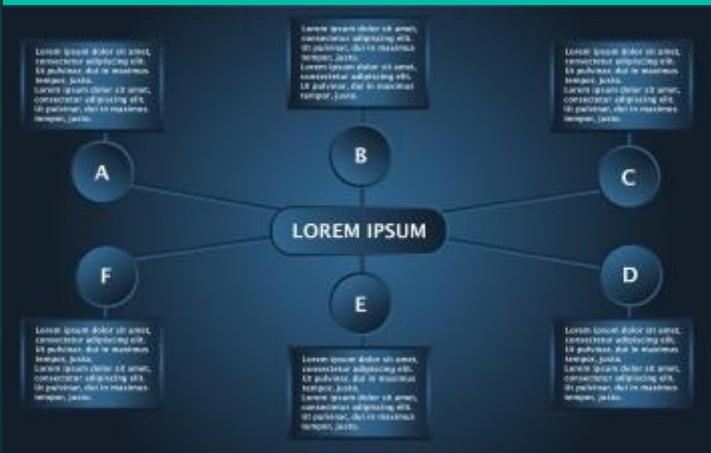 Lorem ipsum dolor sit amet,
consectetur adipiscing elit.
Ut pulvinar, dui in maximus
tempor, justo.
Lorem ipsum dolor sit amet,
consectetur adipiscing elit.
Ut pulvinar, dui in maximus
tempor, justo.
A
Lorem ipsum dolor sit amet,
consectetur adipiscing elit.
Ut pulvinar, dui in maximus
tempor, justo.
Lorem ipsum dolor sit amet,
consectetur adipiscing elit.
Ut pulvinar, dui in maximus
tempor, justo.
B
Lorem ipsum dolor sit amet,
consectetur adipiscing elit.
Ut pulvinar, dui in maximus
tempor, justo.
Lorem ipsum dolor sit amet,
consectetur adipiscing elit.
Ut pulvinar, dui in maximus
tempor, justo.
C
LOREM IPSUM
F
Lorem ipsum dolor sit amet,
consectetur adipiscing elit.
Ut pulvinar, dui in maximus
tempor, justo.
Lorem ipsum dolor sit amet,
consectetur adipiscing elit.
Ut pulvinar, dui in maximus
tempor, justo.
E
Lorem ipsum dolor sit amet,
consectetur adipiscing elit.
Ut pulvinar, dui in maximus
tempor, justo.
Lorem ipsum dolor sit amet,
consectetur adipiscing elit.
Ut pulvinar, dui in maximus
tempor, justo.
D
Lorem ipsum dolor sit amet,
consectetur adipiscing elit.
Ut pulvinar, dui in maximus
tempor, justo.
Lorem ipsum dolor sit amet,
consectetur adipiscing elit.
Ut pulvinar, dui in maximus
tempor, justo.